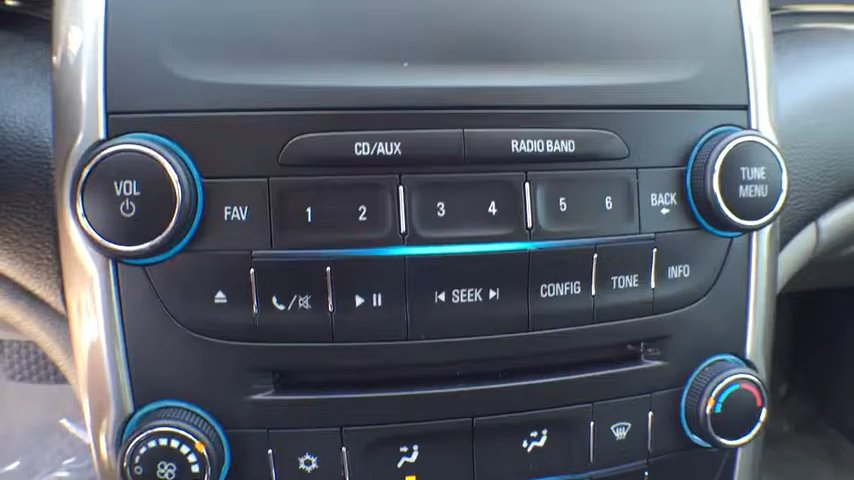 CD/AUX RADIO BAND
VOL FAV 1 2 3 4 5 6 BACK TUNE
MENU
SEEK CONFIG TONE INFO